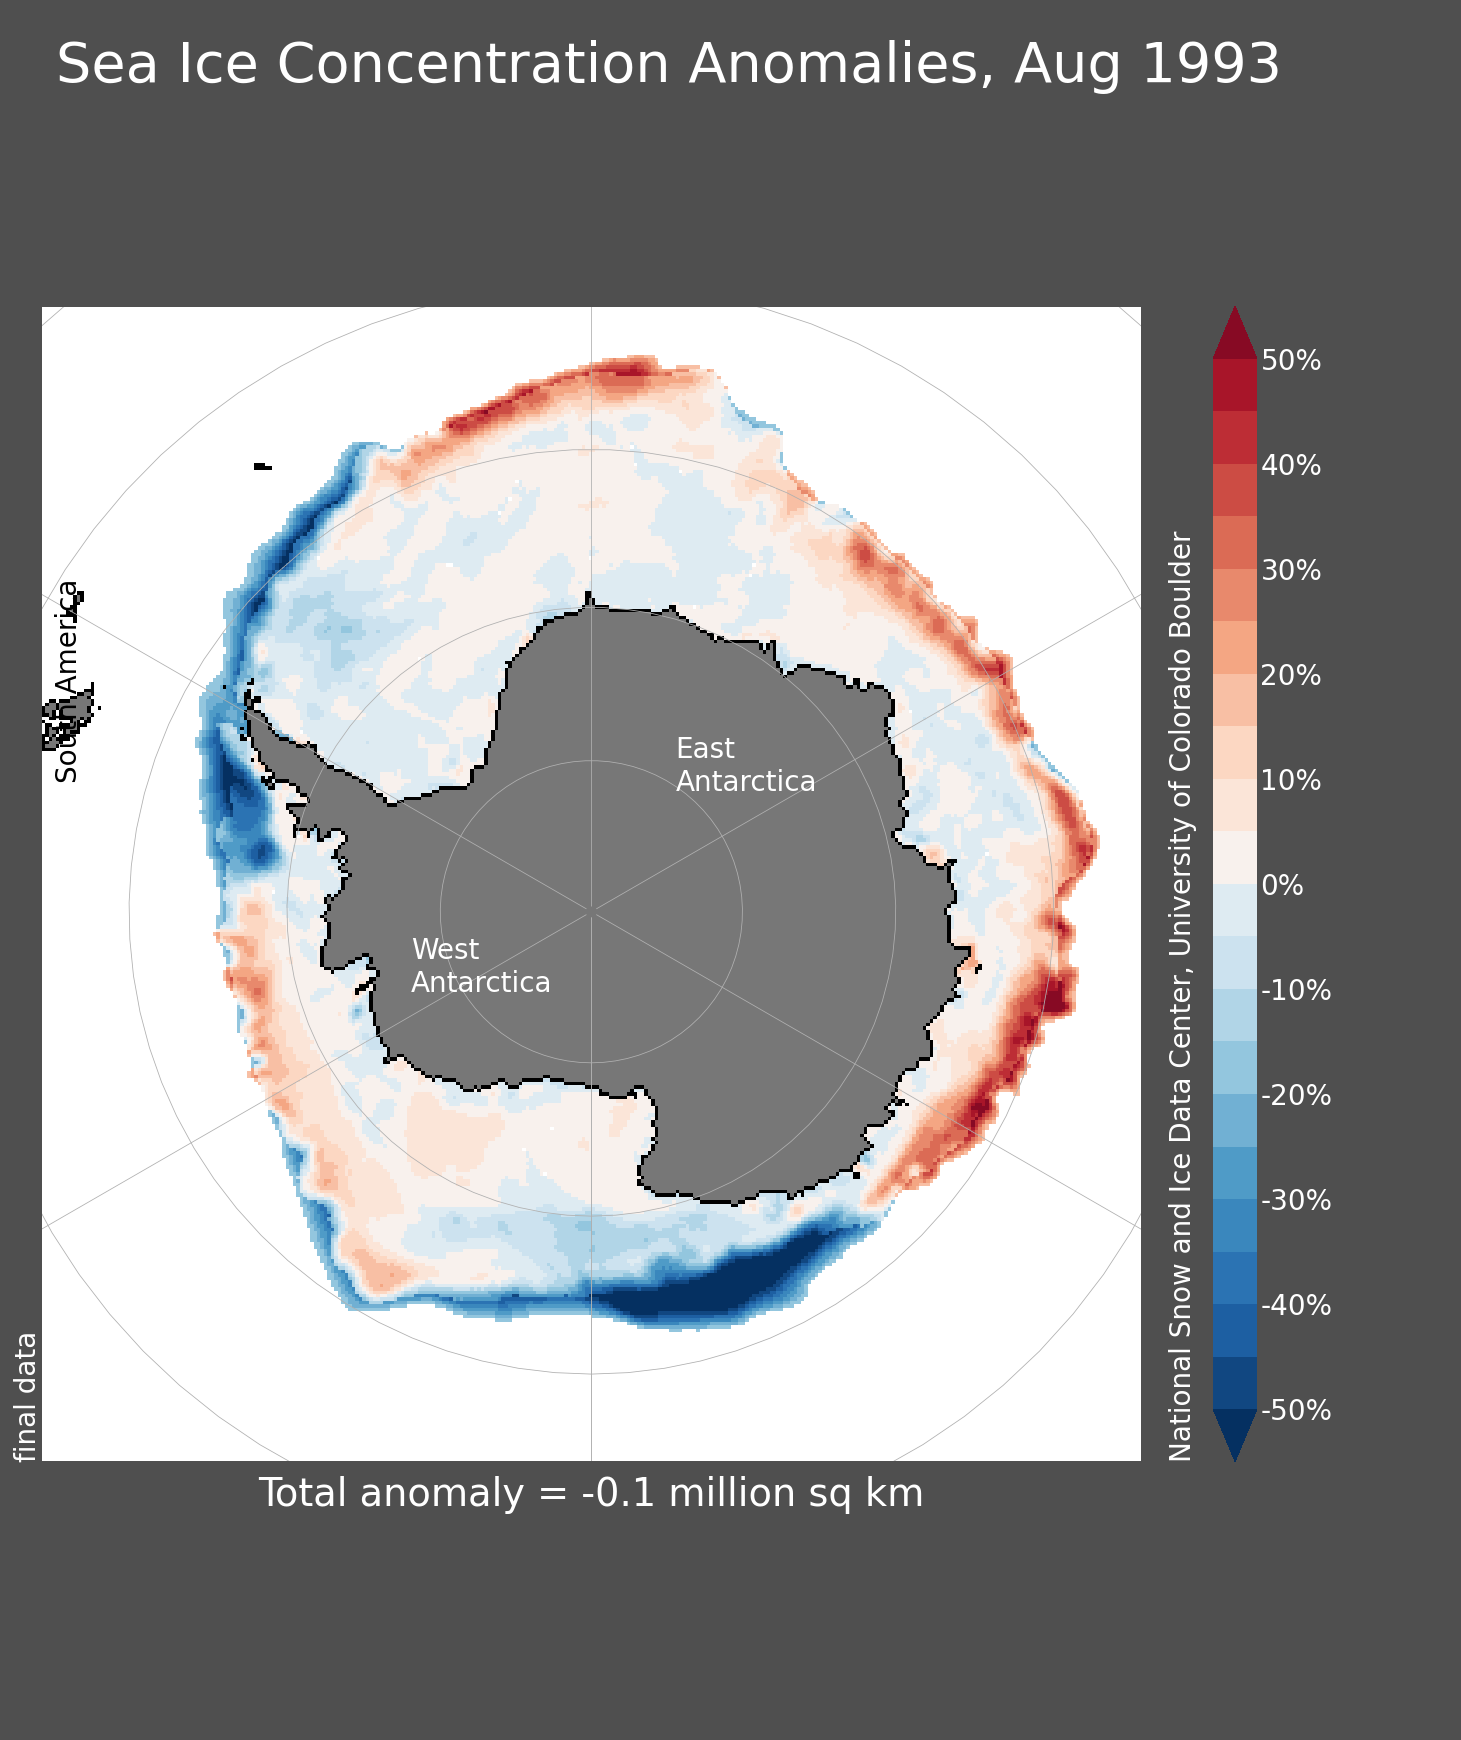 Sea Ice Concentration Anomalies, Aug 1993
South America
East
Antarctica
West
Antarctica
final data
National Snow and Ice Data Center, University of Colorado Boulder
50%
40%
30%
20%
10%
0%
-10%
-20%
-30%
-40%
-50%
Total anomaly = -0.1 million sq km